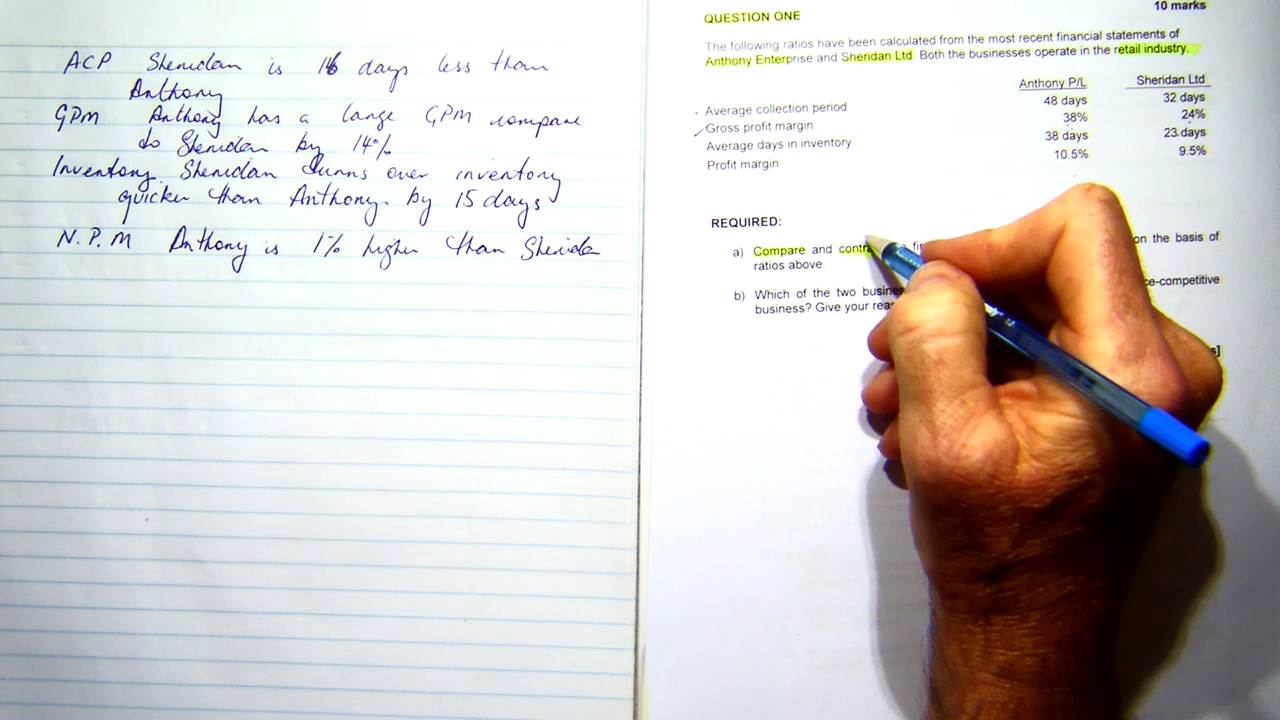 ACP Sheridan is 16 days less than
Anthony
GPM Anthony has a large GPM compare
to Sheridan by 14%
Inventory. Sheridan turns over inventory
quicker than Anthony. by 15 days
N.P.M Anthony is 1% higher than Sheridan
QUESTION ONE
10 marks
The following ratios have been calculated from the most recent financial statements of
Anthony Enterprise and Sheridan Ltd. Both the businesses operate in the retail industry.
Anthony P/L Sheridan Ltd
Average collection period 48 days 32 days
Gross profit margin 38% 24%
Average days in inventory 38 days 23 days
Profit margin 10.5% 9.5%
REQUIRED:
a) Compare and on the basis of
ratios above.
b) Which of the two -competitive
business? Give your